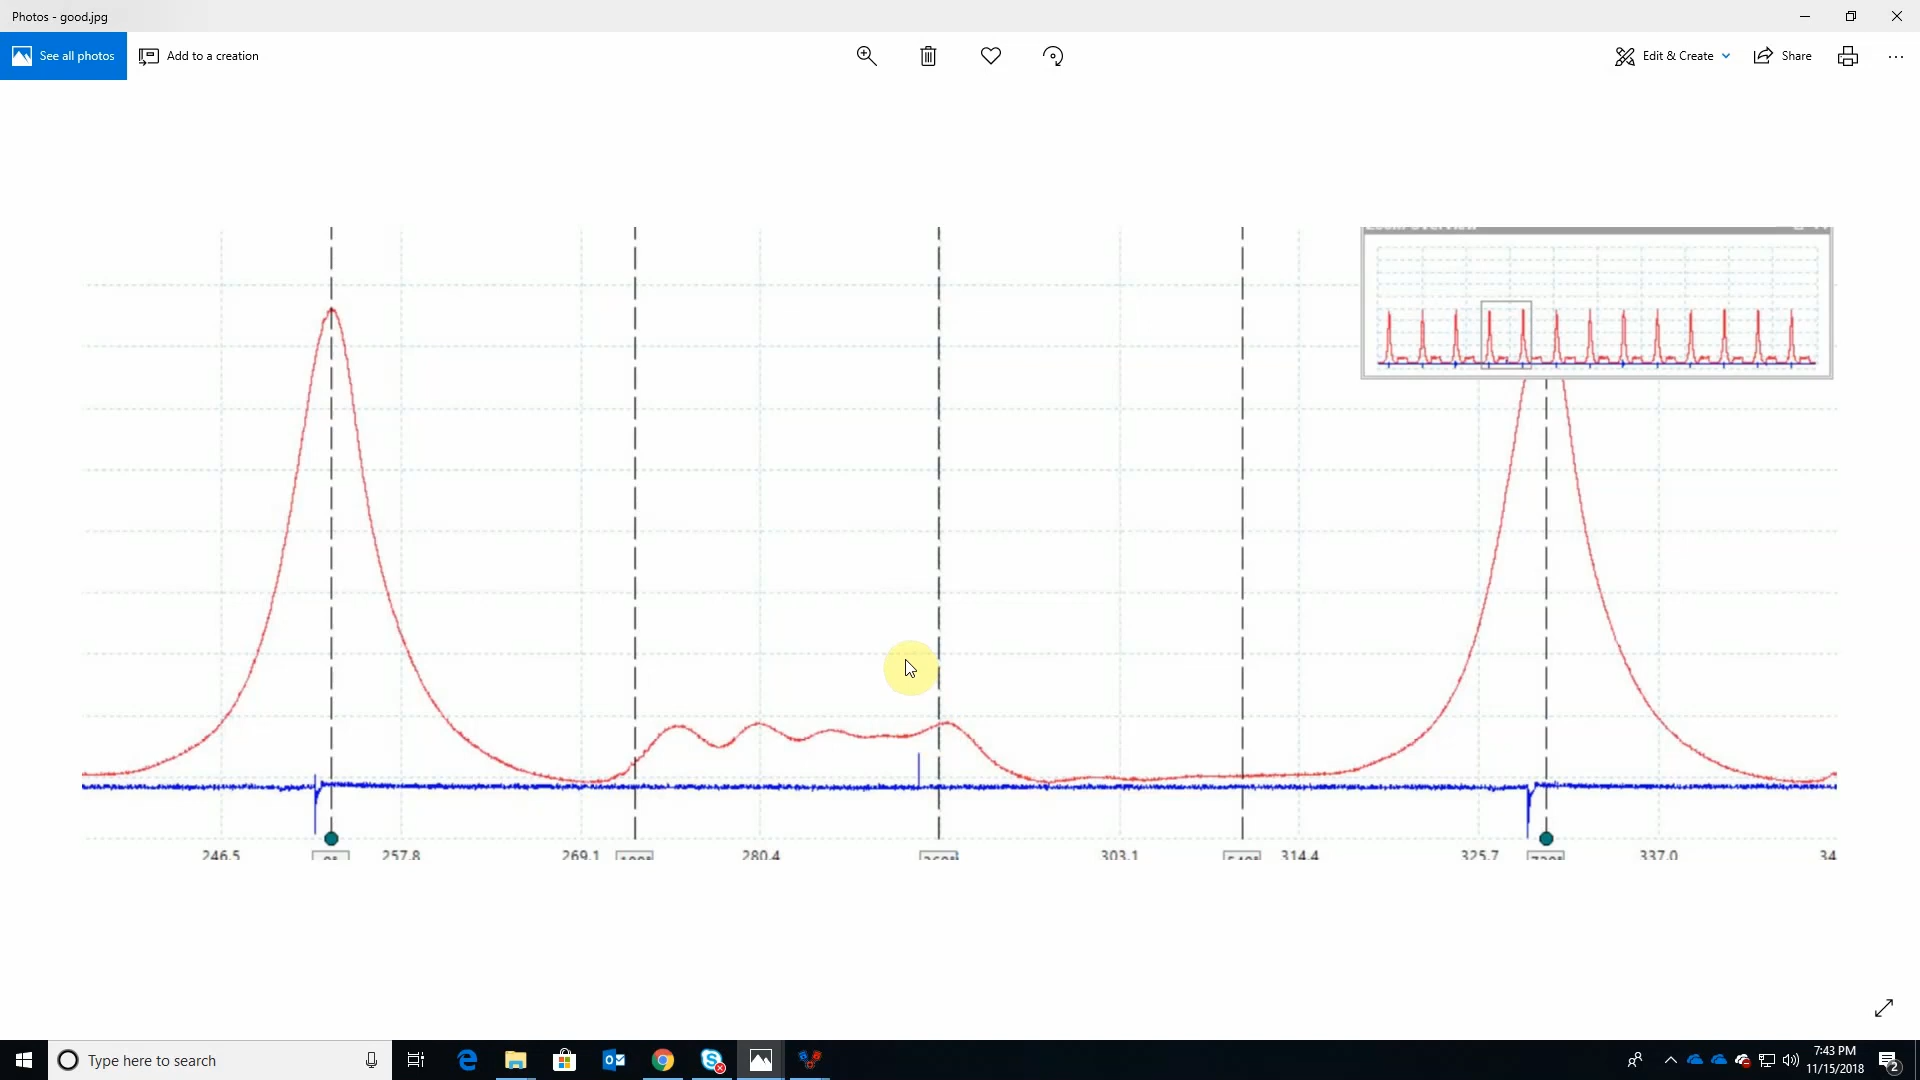 Photos - good.jpg
See all photos
Add to a creation
Edit & Create
Share
246.5
257.8
269.1
280.4
303.1
314.4
325.7
337.0
34
Type here to search
7:43 PM
11/15/2018
2